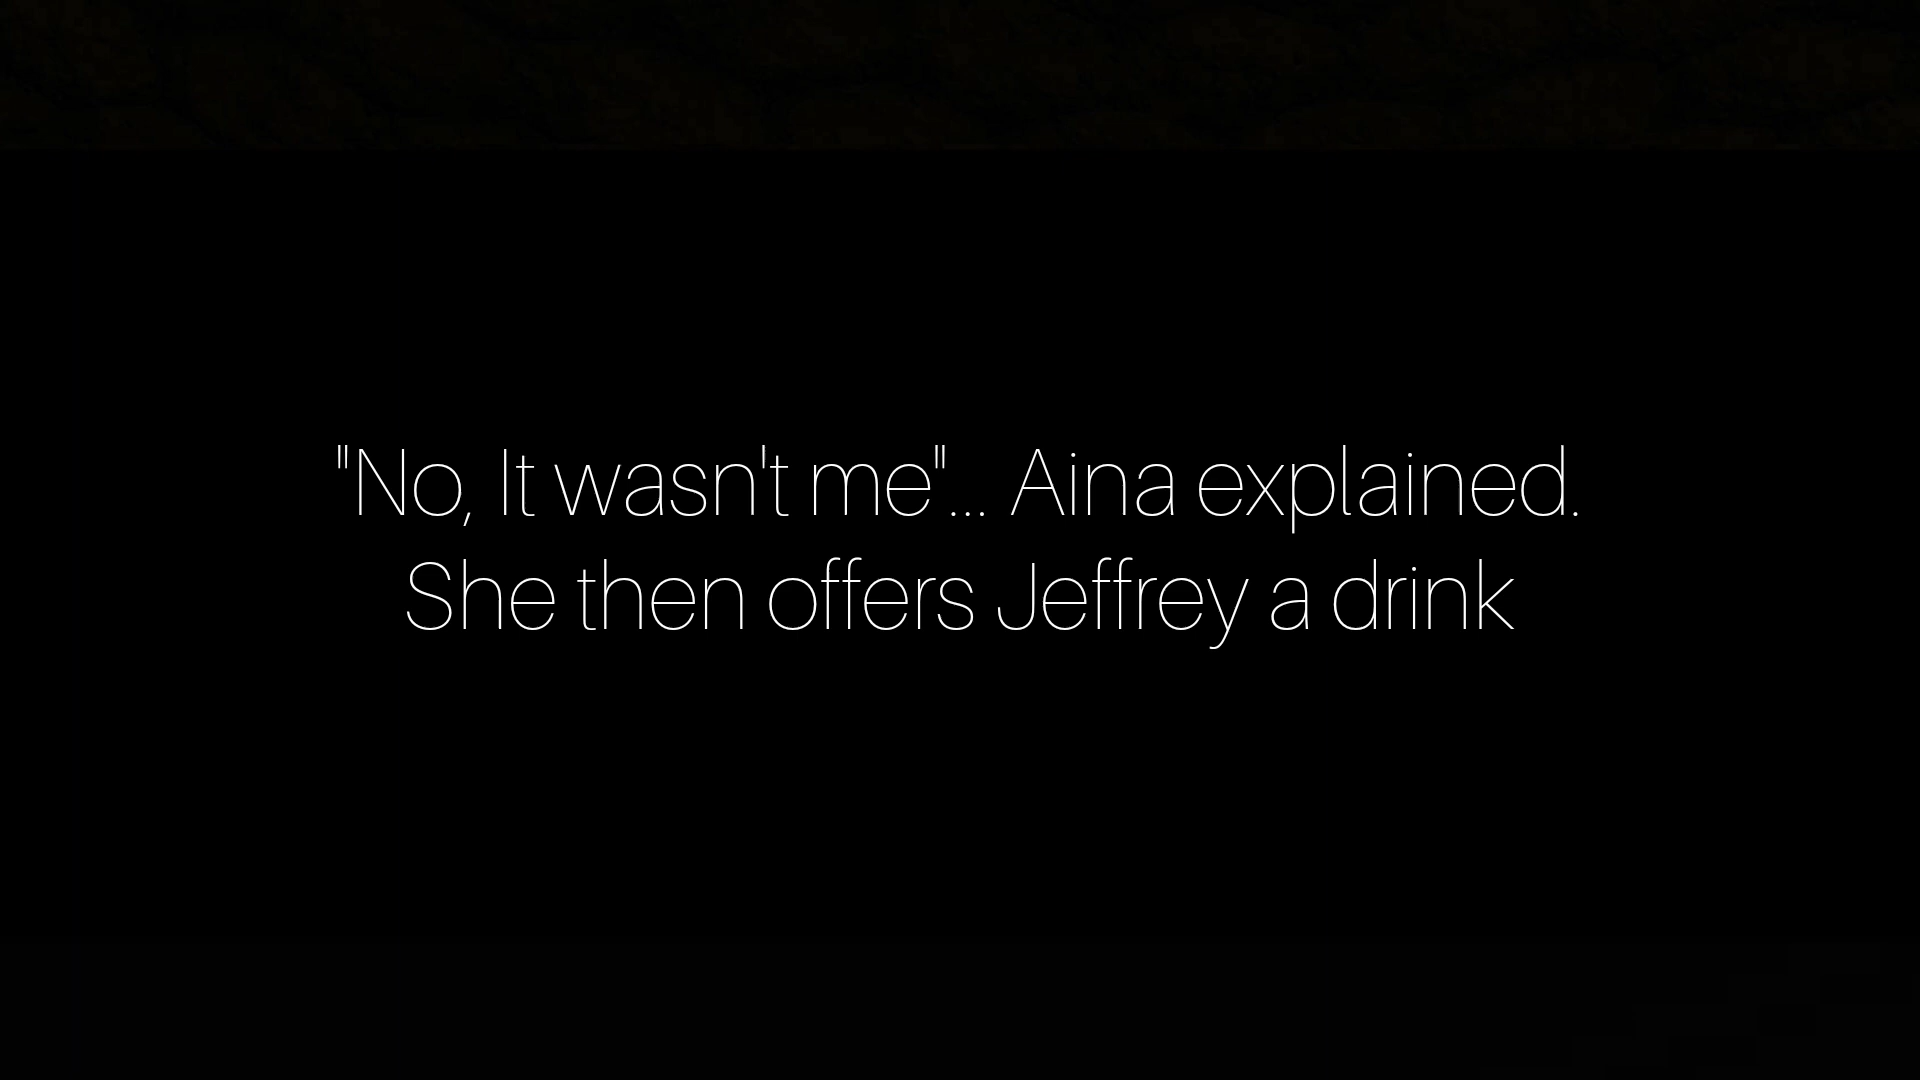 "No, It wasn't me"... Aina explained.
She then offers Jeffrey a drink